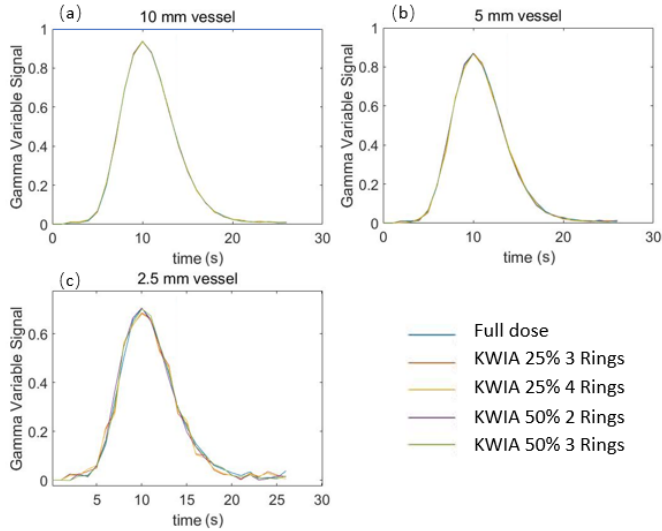 (a)
10 mm vessel
1
0.8
0.6
0.4
0.2
0
Gamma Variable Signal
0
10
20
30
time (s)
(b)
5 mm vessel
1
0.8
0.6
0.4
0.2
0
Gamma Variable Signal
0
10
20
30
time (s)
(c)
2.5 mm vessel
0.6
0.4
0.2
0
Gamma Variable Signal
5
10
15
20
25
30
time (s)
Full dose
KWIA 25% 3 Rings
KWIA 25% 4 Rings
KWIA 50% 2 Rings
KWIA 50% 3 Rings